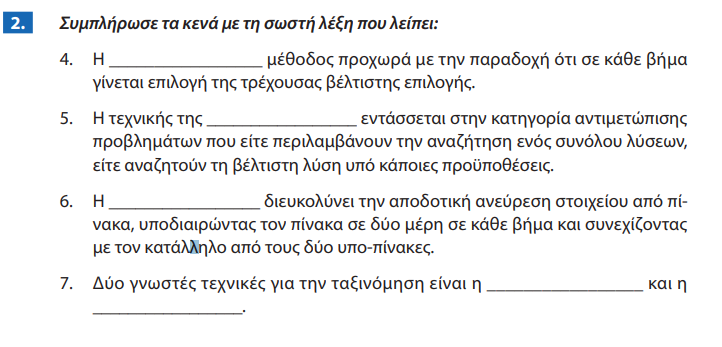 2. Συμπλήρωσε τα κενά με τη σωστή λέξη που λείπει:
4. Η _________________ μέθοδος προχωρά με την παραδοχή ότι σε κάθε βήμα
γίνεται επιλογή της τρέχουσας βέλτιστης επιλογής.
5. Η τεχνικής της _________________ εντάσσεται στην κατηγορία αντιμετώπισης
προβλημάτων που είτε περιλαμβάνουν την αναζήτηση ενός συνόλου λύσεων,
είτε αναζητούν τη βέλτιστη λύση υπό κάποιες προϋποθέσεις.
6. Η _________________ διευκολύνει την αποδοτική ανεύρεση στοιχείου από πί-
νακα, υποδιαιρώντας τον πίνακα σε δύο μέρη σε κάθε βήμα και συνεχίζοντας
με τον κατάλληλο από τους δύο υπο-πίνακες.
7. Δύο γνωστές τεχνικές για την ταξινόμηση είναι η _________________ και η
_________________.